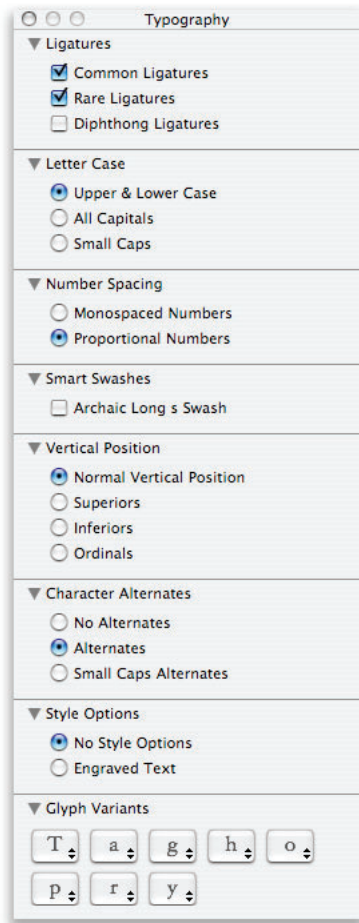 Typography
Ligatures
Common Ligatures
Rare Ligatures
Diphthong Ligatures
Letter Case
Upper & Lower Case
All Capitals
Small Caps
Number Spacing
Monospaced Numbers
Proportional Numbers
Smart Swashes
Archaic Long s Swash
Vertical Position
Normal Vertical Position
Superiors
Inferiors
Ordinals
Character Alternates
No Alternates
Alternates
Small Caps Alternates
Style Options
No Style Options
Engraved Text
Glyph Variants
T a g h o
p r y